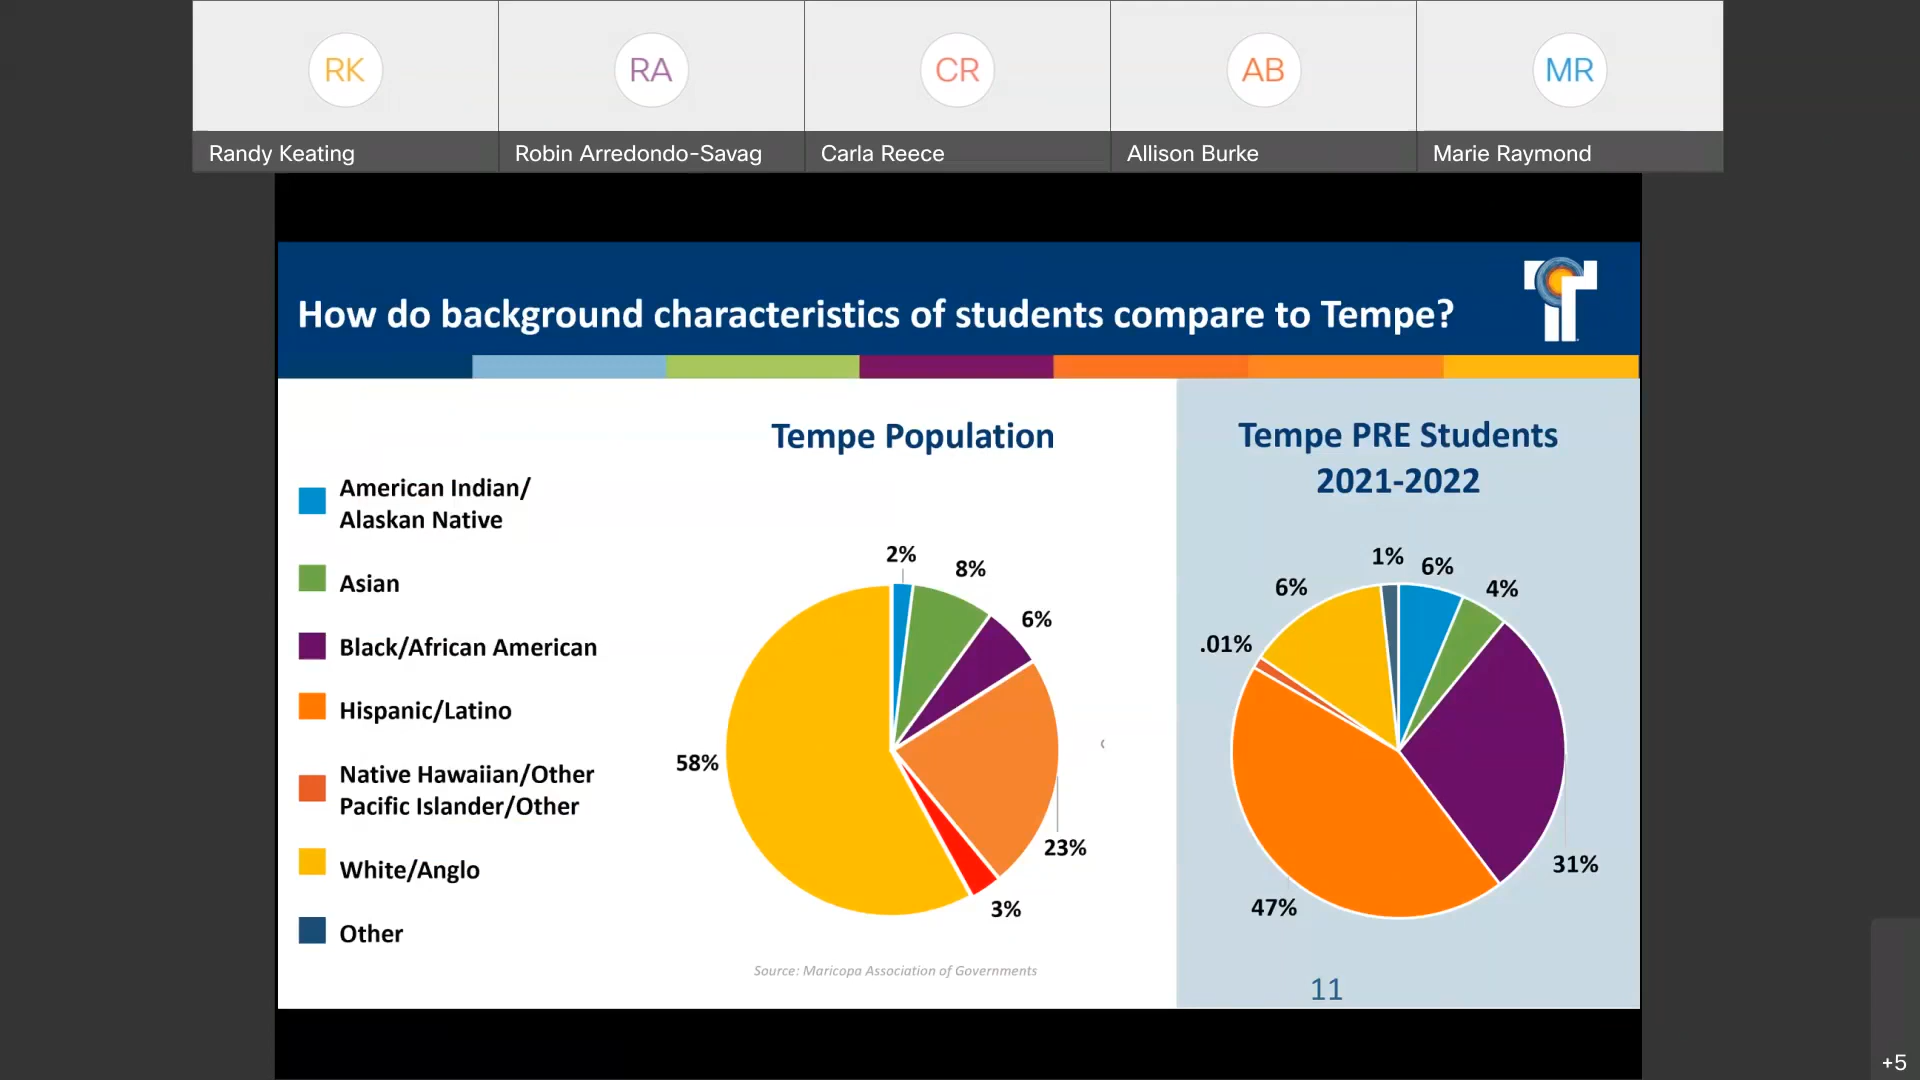 RK
RA
CR
AB
MR
Randy Keating
Robin Arredondo-Savag
Carla Reece
Allison Burke
Marie Raymond
How do background characteristics of students compare to Tempe?
Tempe Population
American Indian/
Alaskan Native
Asian
Black/African American
Hispanic/Latino
Native Hawaiian/Other
Pacific Islander/Other
White/Anglo
Other
2%
8%
6%
58%
23%
3%
Source: Maricopa Association of Governments
Tempe PRE Students
2021-2022
1%
6%
6%
4%
.01%
31%
47%
11
+5